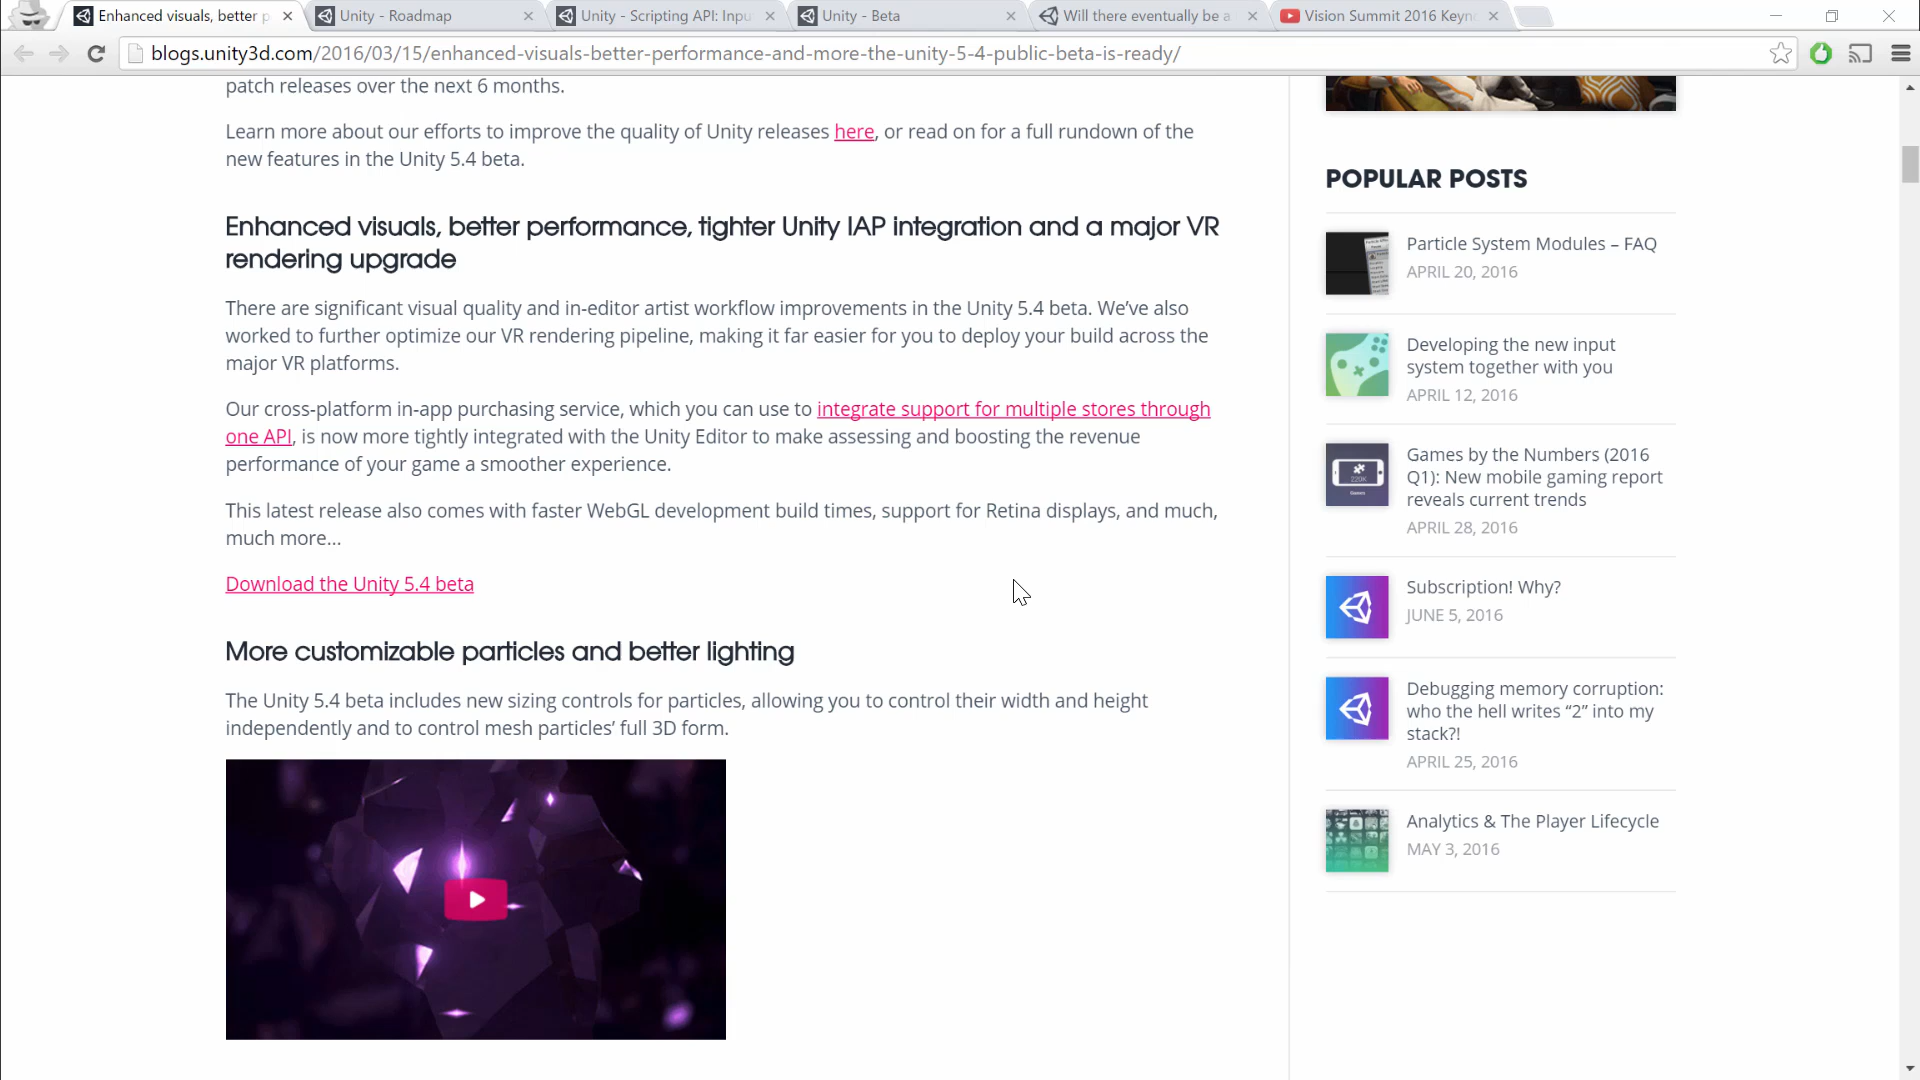 Enhanced visuals, better p
Unity - Roadmap
Unity - Scripting API: Inpu
Unity - Beta
Will there eventually be a
Vision Summit 2016 Keyn
blogs.unity3d.com/2016/03/15/enhanced-visuals-better-performance-and-more-the-unity-5-4-public-beta-is-ready/
patch releases over the next 6 months.
Learn more about our efforts to improve the quality of Unity releases here, or read on for a full rundown of the
new features in the Unity 5.4 beta.
Enhanced visuals, better performance, tighter Unity IAP integration and a major VR
rendering upgrade
There are significant visual quality and in-editor artist workflow improvements in the Unity 5.4 beta. We’ve also
worked to further optimize our VR rendering pipeline, making it far easier for you to deploy your build across the
major VR platforms.
Our cross-platform in-app purchasing service, which you can use to integrate support for multiple stores through
one API, is now more tightly integrated with the Unity Editor to make assessing and boosting the revenue
performance of your game a smoother experience.
This latest release also comes with faster WebGL development build times, support for Retina displays, and much,
much more...
Download the Unity 5.4 beta
More customizable particles and better lighting
The Unity 5.4 beta includes new sizing controls for particles, allowing you to control their width and height
independently and to control mesh particles’ full 3D form.
POPULAR POSTS
Particle System Modules – FAQ
APRIL 20, 2016
Developing the new input
system together with you
APRIL 12, 2016
220K
Games
Games by the Numbers (2016
Q1): New mobile gaming report
reveals current trends
APRIL 28, 2016
Subscription! Why?
JUNE 5, 2016
Debugging memory corruption:
who the hell writes “2” into my
stack?!
APRIL 25, 2016
Analytics & The Player Lifecycle
MAY 3, 2016